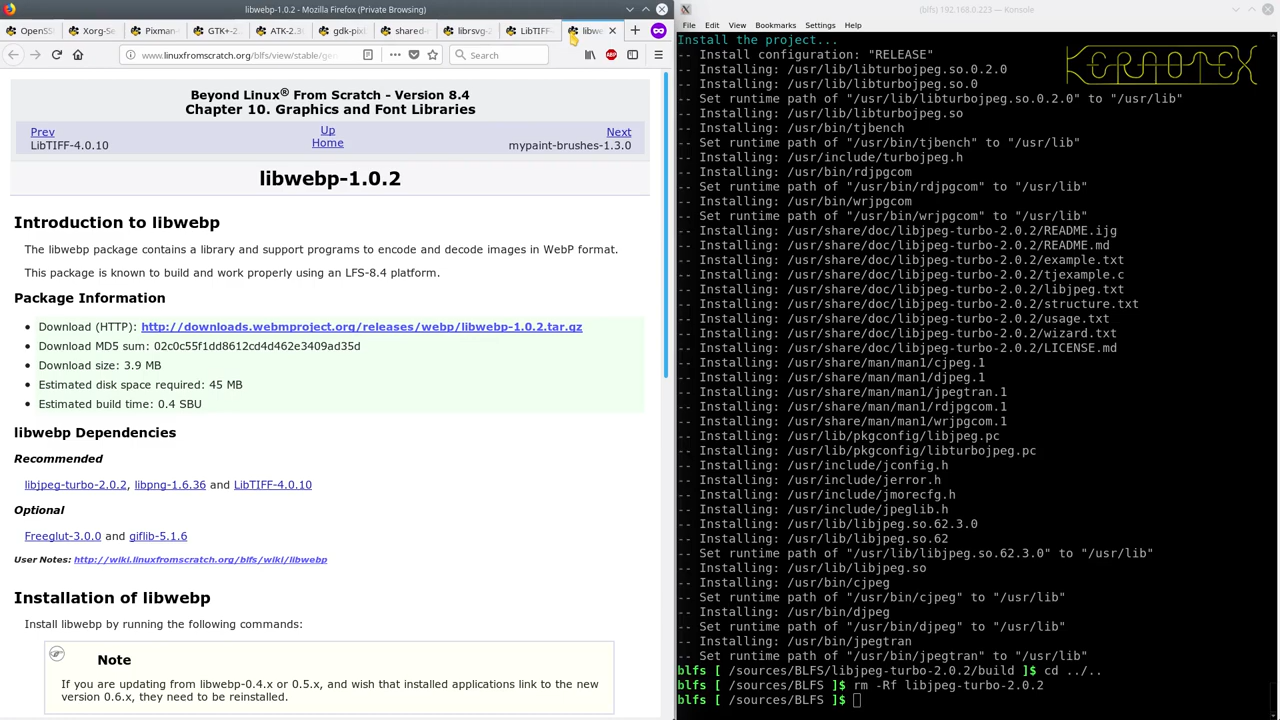 libwebp-1.0.2 - Mozilla Firefox (Private Browsing)
OpenSS
Xorg-Se
Pixman-
GTK+-2
ATK-2.3
gdk-pix
shared-r
librsvg-2
LibTIFF-
libwe
www.linuxfromscratch.org/blfs/view/stable/gen
Search
Beyond Linux® From Scratch - Version 8.4
Chapter 10. Graphics and Font Libraries
Prev
Up
Next
LibTIFF-4.0.10
Home
mypaint-brushes-1.3.0
libwebp-1.0.2
Introduction to libwebp
The libwebp package contains a library and support programs to encode and decode images in WebP format.
This package is known to build and work properly using an LFS-8.4 platform.
Package Information
• Download (HTTP): http://downloads.webmproject.org/releases/webp/libwebp-1.0.2.tar.gz
• Download MD5 sum: 02c0c55f1dd8612cd4d462e3409ad35d
• Download size: 3.9 MB
• Estimated disk space required: 45 MB
• Estimated build time: 0.4 SBU
libwebp Dependencies
Recommended
libjpeg-turbo-2.0.2, libpng-1.6.36 and LibTIFF-4.0.10
Optional
Freeglut-3.0.0 and giflib-5.1.6
User Notes: http://wiki.linuxfromscratch.org/blfs/wiki/libwebp
Installation of libwebp
Install libwebp by running the following commands:
Note
If you are updating from libwebp-0.4.x or 0.5.x, and wish that installed applications link to the new
version 0.6.x, they need to be reinstalled.
(blfs) 192.168.0.223 — Konsole
File Edit View Bookmarks Settings Help
KERNOTEX
Install the project...
-- Install configuration: "RELEASE"
-- Installing: /usr/lib/libturbojpeg.so.0.2.0
-- Installing: /usr/lib/libturbojpeg.so.0
-- Set runtime path of "/usr/lib/libturbojpeg.so.0.2.0" to "/usr/lib"
-- Installing: /usr/lib/libturbojpeg.so
-- Installing: /usr/bin/tjbench
-- Set runtime path of "/usr/bin/tjbench" to "/usr/lib"
-- Installing: /usr/include/turbojpeg.h
-- Installing: /usr/bin/rdjpgcom
-- Set runtime path of "/usr/bin/rdjpgcom" to "/usr/lib"
-- Installing: /usr/bin/wrjpgcom
-- Set runtime path of "/usr/bin/wrjpgcom" to "/usr/lib"
-- Installing: /usr/share/doc/libjpeg-turbo-2.0.2/README.ijg
-- Installing: /usr/share/doc/libjpeg-turbo-2.0.2/README.md
-- Installing: /usr/share/doc/libjpeg-turbo-2.0.2/example.txt
-- Installing: /usr/share/doc/libjpeg-turbo-2.0.2/tjexample.c
-- Installing: /usr/share/doc/libjpeg-turbo-2.0.2/libjpeg.txt
-- Installing: /usr/share/doc/libjpeg-turbo-2.0.2/structure.txt
-- Installing: /usr/share/doc/libjpeg-turbo-2.0.2/usage.txt
-- Installing: /usr/share/doc/libjpeg-turbo-2.0.2/wizard.txt
-- Installing: /usr/share/doc/libjpeg-turbo-2.0.2/LICENSE.md
-- Installing: /usr/share/man/man1/cjpeg.1
-- Installing: /usr/share/man/man1/djpeg.1
-- Installing: /usr/share/man/man1/jpegtran.1
-- Installing: /usr/share/man/man1/rdjpgcom.1
-- Installing: /usr/share/man/man1/wrjpgcom.1
-- Installing: /usr/lib/pkgconfig/libjpeg.pc
-- Installing: /usr/lib/pkgconfig/libturbojpeg.pc
-- Installing: /usr/include/jconfig.h
-- Installing: /usr/include/jerror.h
-- Installing: /usr/include/jmorecfg.h
-- Installing: /usr/include/jpeglib.h
-- Installing: /usr/lib/libjpeg.so.62.3.0
-- Installing: /usr/lib/libjpeg.so.62
-- Set runtime path of "/usr/lib/libjpeg.so.62.3.0" to "/usr/lib"
-- Installing: /usr/lib/libjpeg.so
-- Installing: /usr/bin/cjpeg
-- Set runtime path of "/usr/bin/cjpeg" to "/usr/lib"
-- Installing: /usr/bin/djpeg
-- Set runtime path of "/usr/bin/djpeg" to "/usr/lib"
-- Installing: /usr/bin/jpegtran
-- Set runtime path of "/usr/bin/jpegtran" to "/usr/lib"
blfs [ /sources/BLFS/libjpeg-turbo-2.0.2/build ]$ cd ../..
blfs [ /sources/BLFS ]$ rm -Rf libjpeg-turbo-2.0.2
blfs [ /sources/BLFS ]$